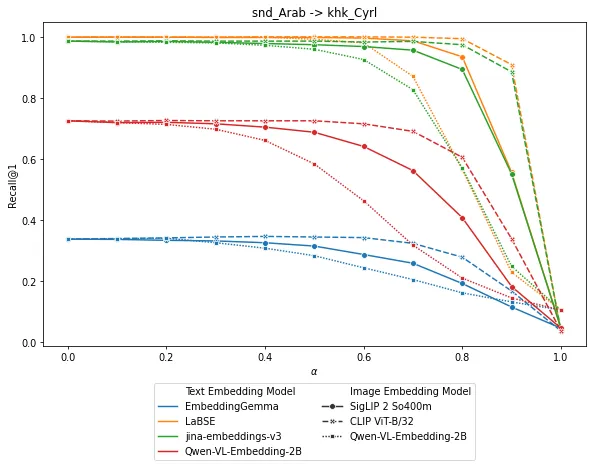 snd_Arab -> khk_Cyrl
Recall@1
1.0
0.8
0.6
0.4
0.2
0.0
0.0 0.2 0.4 0.6 0.8 1.0
α
Text Embedding Model Image Embedding Model
EmbeddingGemma SigLIP 2 So400m
LaBSE CLIP ViT-B/32
jina-embeddings-v3 Qwen-VL-Embedding-2B
Qwen-VL-Embedding-2B